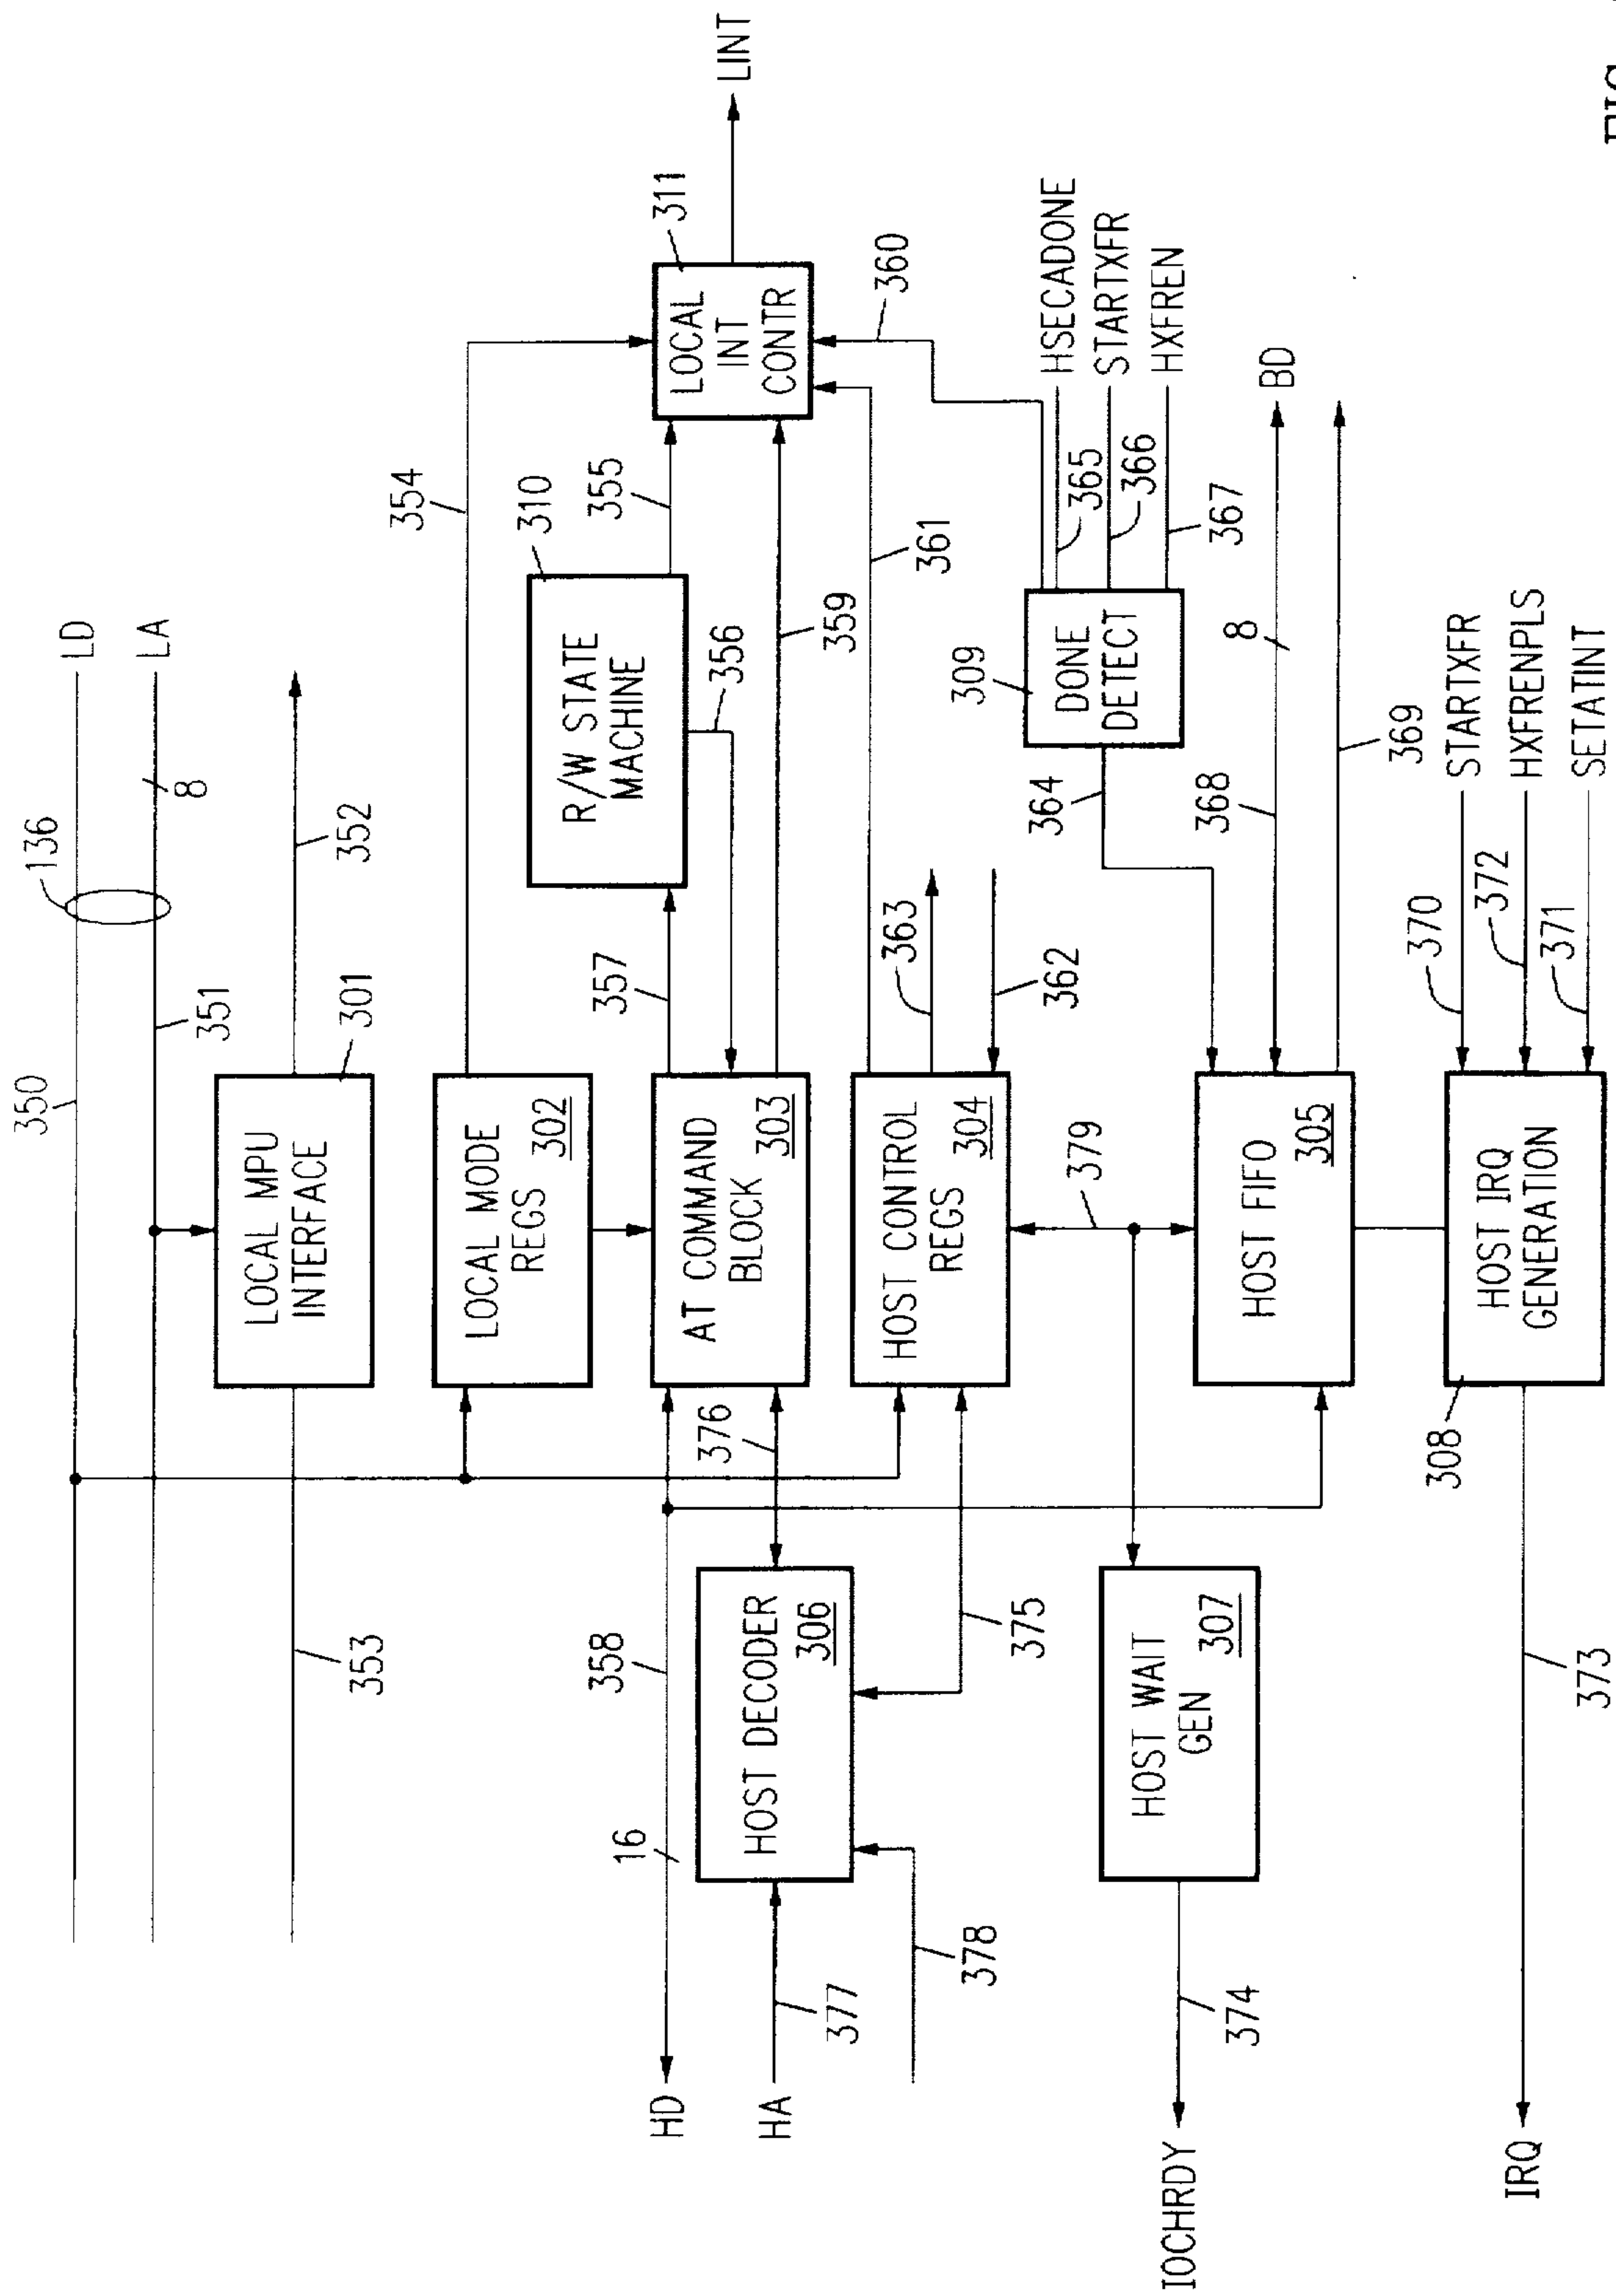 350
136
LD
351
8
LA
LOCAL MPU
INTERFACE
301
352
353
LOCAL MODE
REGS
302
354
R/W STATE
MACHINE
310
355
356
357
LOCAL
INT
CONTR
311
LINT
AT COMMAND
BLOCK
303
359
HD
16
358
376
HA
377
HOST DECODER
306
378
375
HOST CONTROL
REGS
304
361
360
363
362
379
DONE
DETECT
309
HSECADONE
365
STARTXFR
366
HXFREN
367
364
HOST WAIT
GEN
307
IOCHRDY
374
HOST FIFO
305
368
8
BD
369
HOST IRQ
GENERATION
308
370
STARTXFR
372
HXFRENPLS
371
SETATINT
IRQ
373